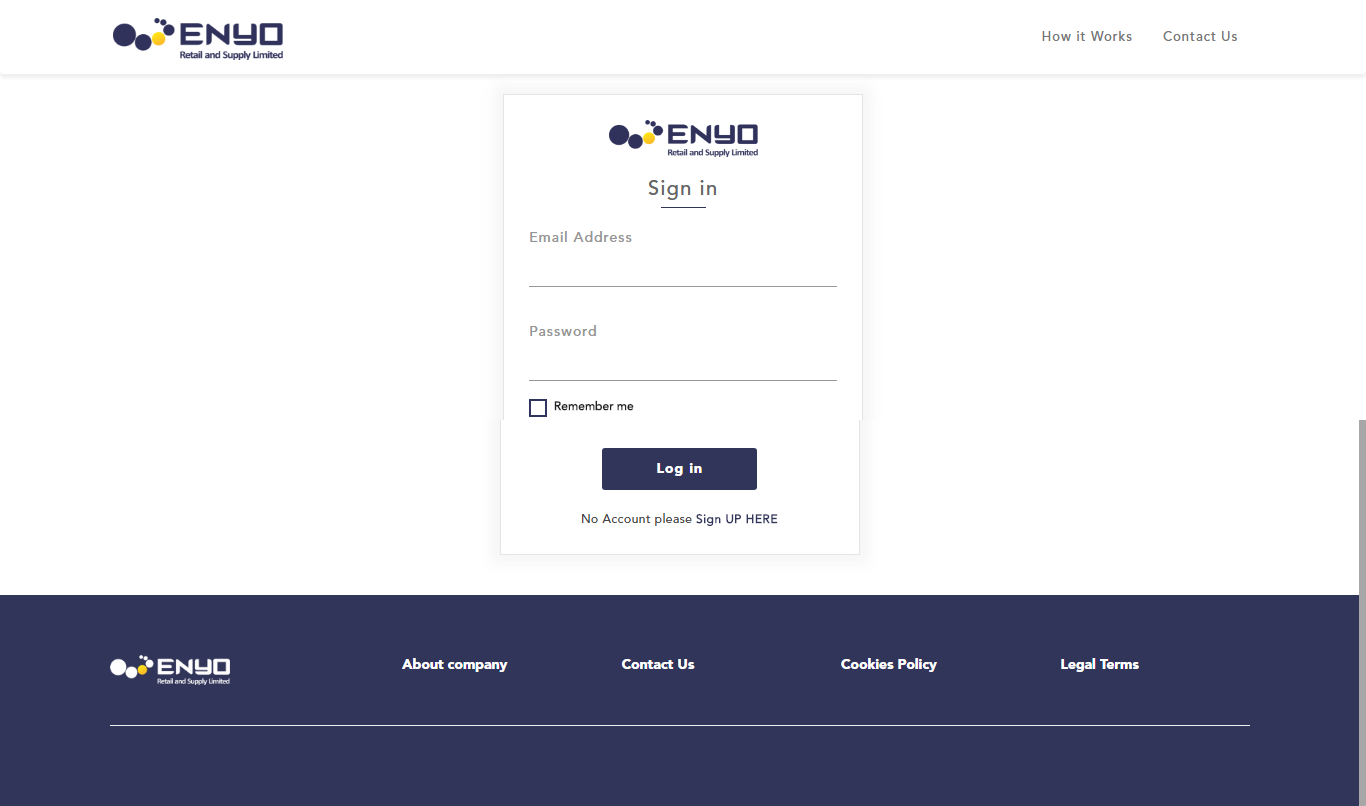 ENYO
Retail and Supply Limited
How it Works
Contact Us
ENYO
Retail and Supply Limited
Sign in
Email Address
Password
Remember me
Log in
No Account please Sign UP HERE
ENYO
Retail and Supply Limited
About company
Contact Us
Cookies Policy
Legal Terms